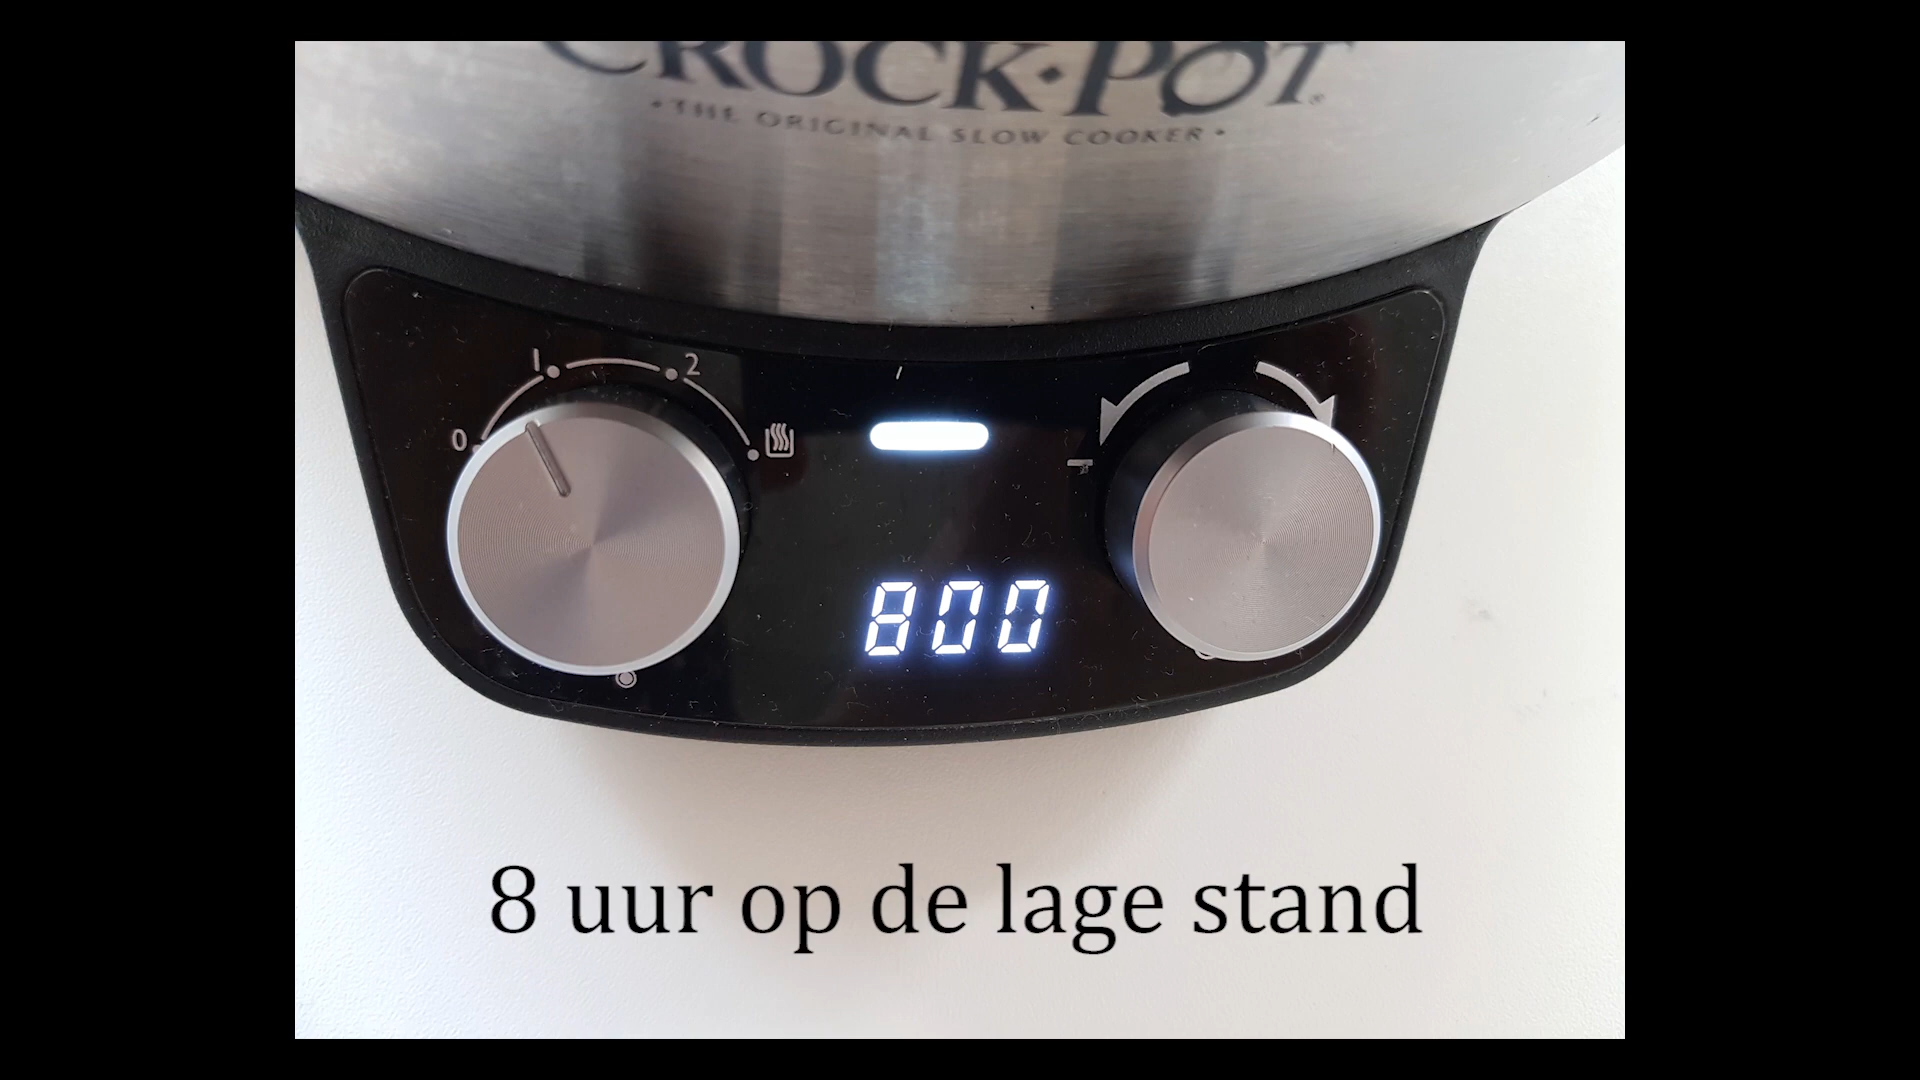 CROCK·POT®
• THE ORIGINAL SLOW COOKER •
0 1 2
800
8 uur op de lage stand